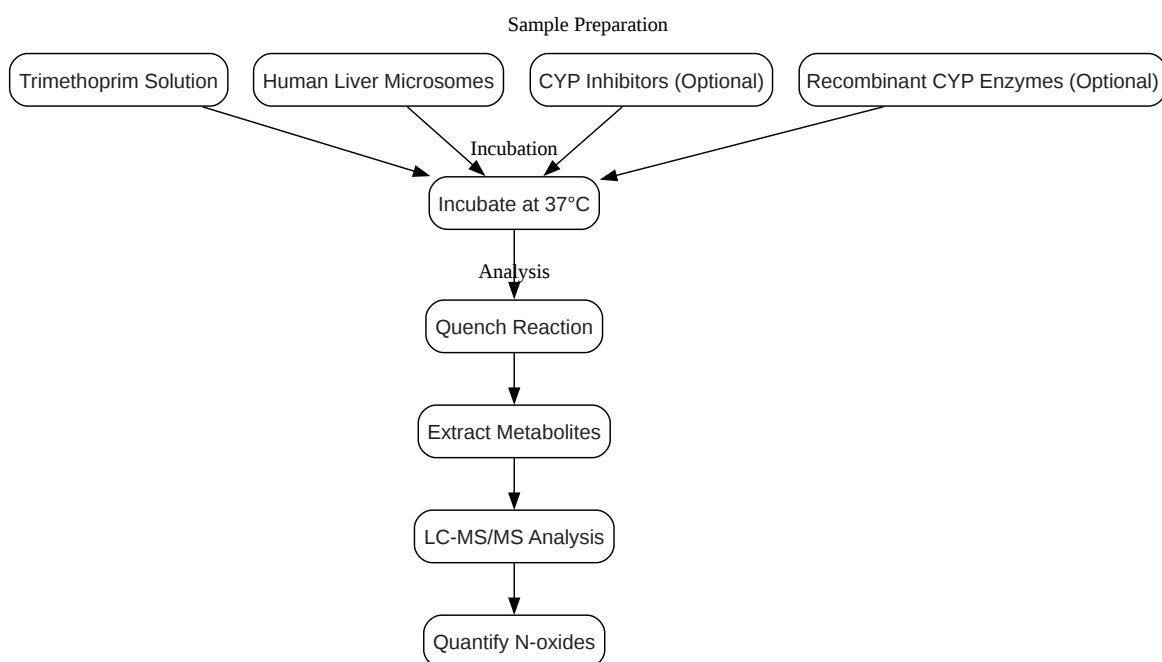 Sample Preparation
Trimethoprim Solution
Human Liver Microsomes
CYP Inhibitors (Optional)
Recombinant CYP Enzymes (Optional)
Incubation
Incubate at 37°C
Analysis
Quench Reaction
Extract Metabolites
LC-MS/MS Analysis
Quantify N-oxides